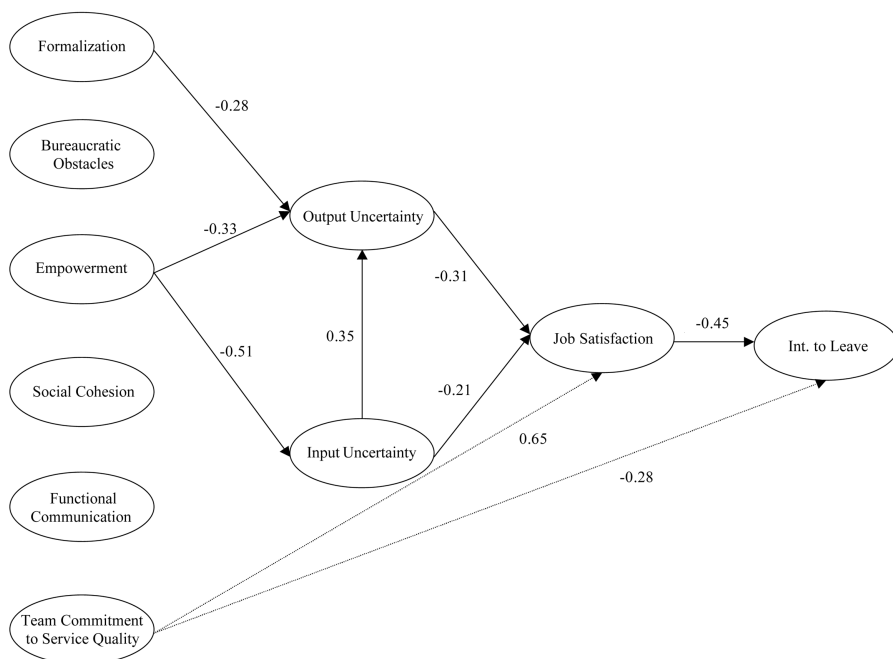 Formalization
-0.28
Bureaucratic
Obstacles
Output Uncertainty
-0.33
Empowerment
-0.31
-0.51
0.35
Job Satisfaction
-0.45
Int. to Leave
Social Cohesion
-0.21
Input Uncertainty
0.65
-0.28
Functional
Communication
Team Commitment
to Service Quality